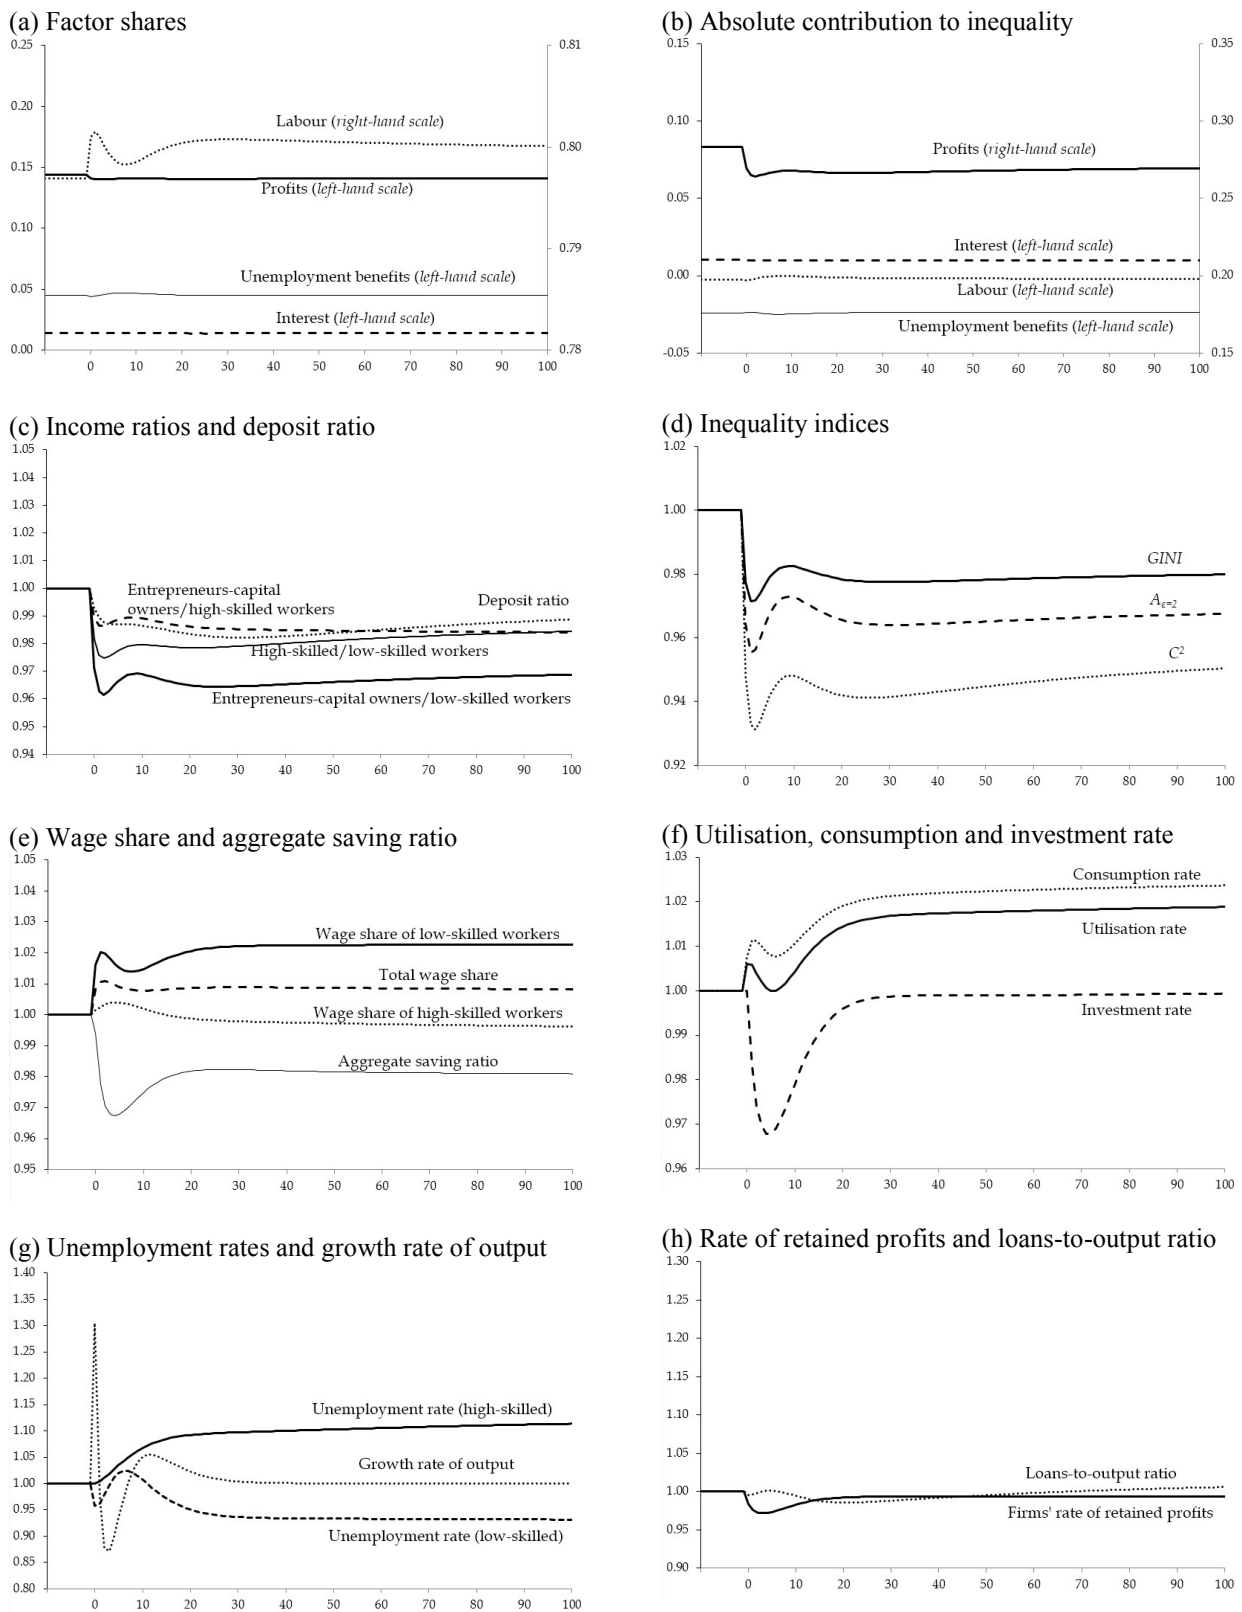 (a) Factor shares
0.25
0.20
0.15
0.10
0.05
0.00
0.81
0.80
0.79
0.78
Labour (right-hand scale)
Profits (left-hand scale)
Unemployment benefits (left-hand scale)
Interest (left-hand scale)
0 10 20 30 40 50 60 70 80 90 100
(b) Absolute contribution to inequality
0.15
0.10
0.05
0.00
-0.05
0.35
0.30
0.25
0.20
0.15
Profits (right-hand scale)
Interest (left-hand scale)
Labour (left-hand scale)
Unemployment benefits (left-hand scale)
0 10 20 30 40 50 60 70 80 90 100
(c) Income ratios and deposit ratio
1.05
1.04
1.03
1.02
1.01
1.00
0.99
0.98
0.97
0.96
0.95
0.94
Entrepreneurs-capital
owners/high-skilled workers
Deposit ratio
High-skilled/low-skilled workers
Entrepreneurs-capital owners/low-skilled workers
0 10 20 30 40 50 60 70 80 90 100
(d) Inequality indices
1.02
1.00
0.98
0.96
0.94
0.92
GINI
Aε=2
C²
0 10 20 30 40 50 60 70 80 90 100
(e) Wage share and aggregate saving ratio
1.05
1.04
1.03
1.02
1.01
1.00
0.99
0.98
0.97
0.96
0.95
Wage share of low-skilled workers
Total wage share
Wage share of high-skilled workers
Aggregate saving ratio
0 10 20 30 40 50 60 70 80 90 100
(f) Utilisation, consumption and investment rate
1.03
1.02
1.01
1.00
0.99
0.98
0.97
0.96
Consumption rate
Utilisation rate
Investment rate
0 10 20 30 40 50 60 70 80 90 100
(g) Unemployment rates and growth rate of output
1.40
1.35
1.30
1.25
1.20
1.15
1.10
1.05
1.00
0.95
0.90
0.85
0.80
Unemployment rate (high-skilled)
Growth rate of output
Unemployment rate (low-skilled)
0 10 20 30 40 50 60 70 80 90 100
(h) Rate of retained profits and loans-to-output ratio
1.30
1.25
1.20
1.15
1.10
1.05
1.00
0.95
0.90
Loans-to-output ratio
Firms' rate of retained profits
0 10 20 30 40 50 60 70 80 90 100